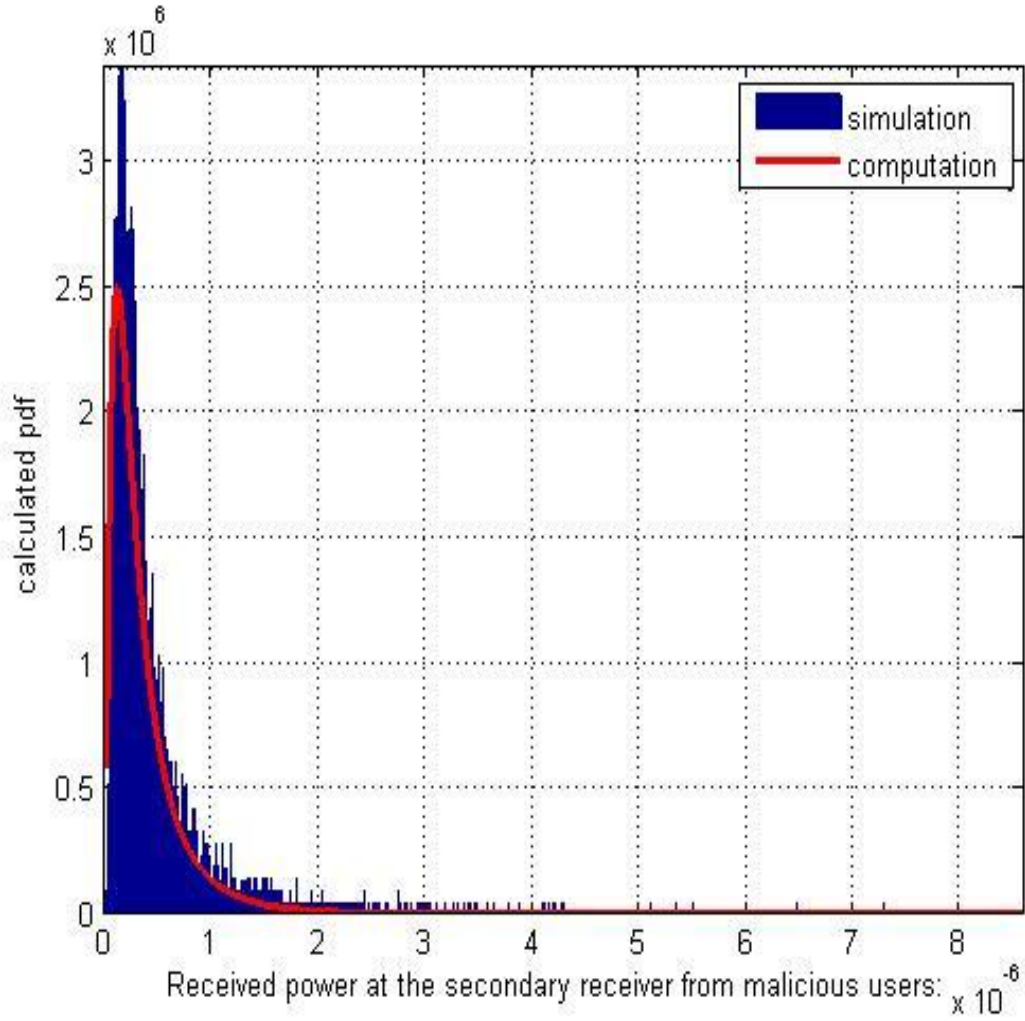 x 10
6
simulation
computation
3
2.5
2
1.5
1
0.5
0
calculated pdf
0 1 2 3 4 5 6 7 8
Received power at the secondary receiver from malicious users:
x 10
-6